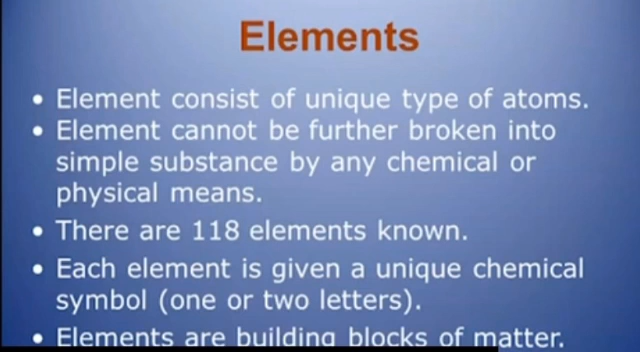 Elements
• Element consist of unique type of atoms.
• Element cannot be further broken into
simple substance by any chemical or
physical means.
• There are 118 elements known.
• Each element is given a unique chemical
symbol (one or two letters).
• Elements are building blocks of matter.